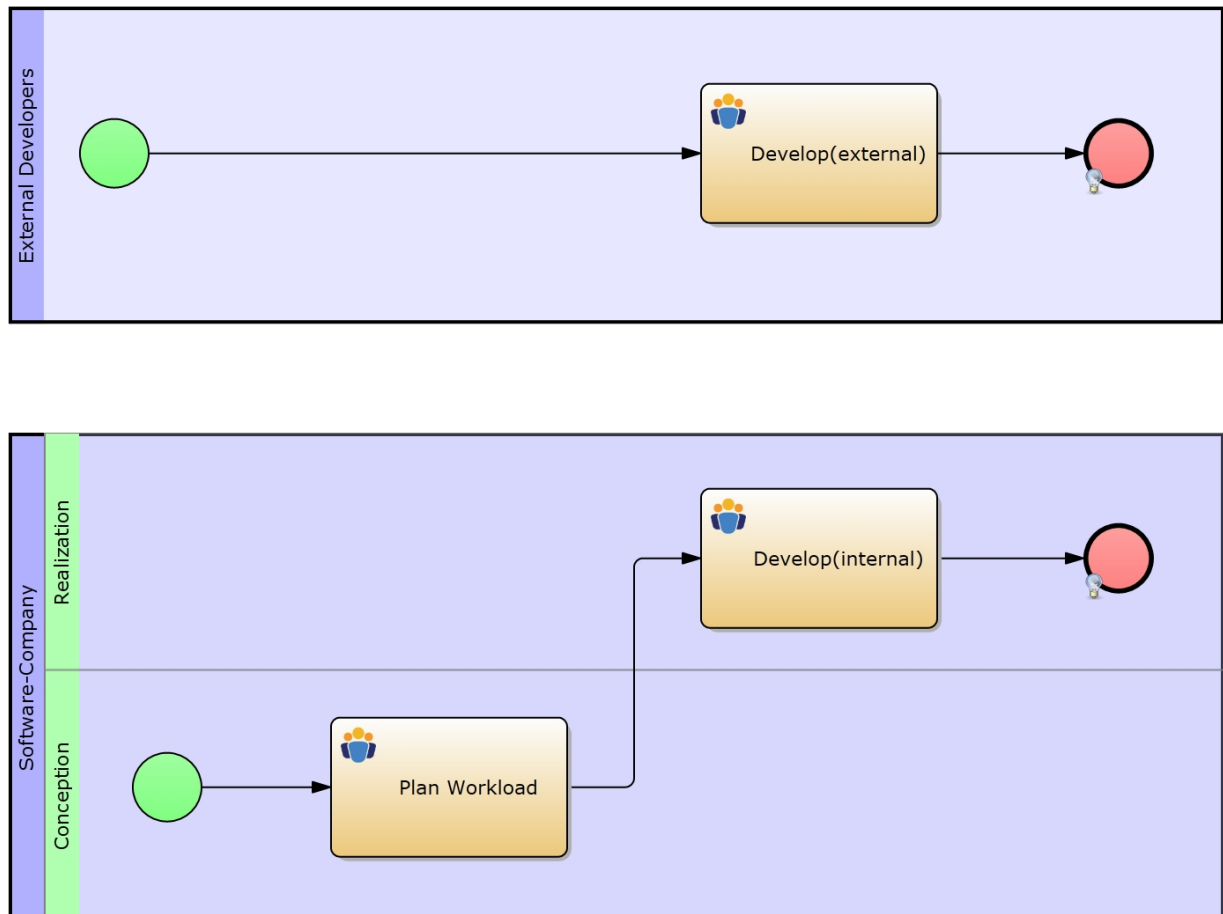 External Developers
Develop(external)
Software-Company
Realization
Develop(internal)
Conception
Plan Workload